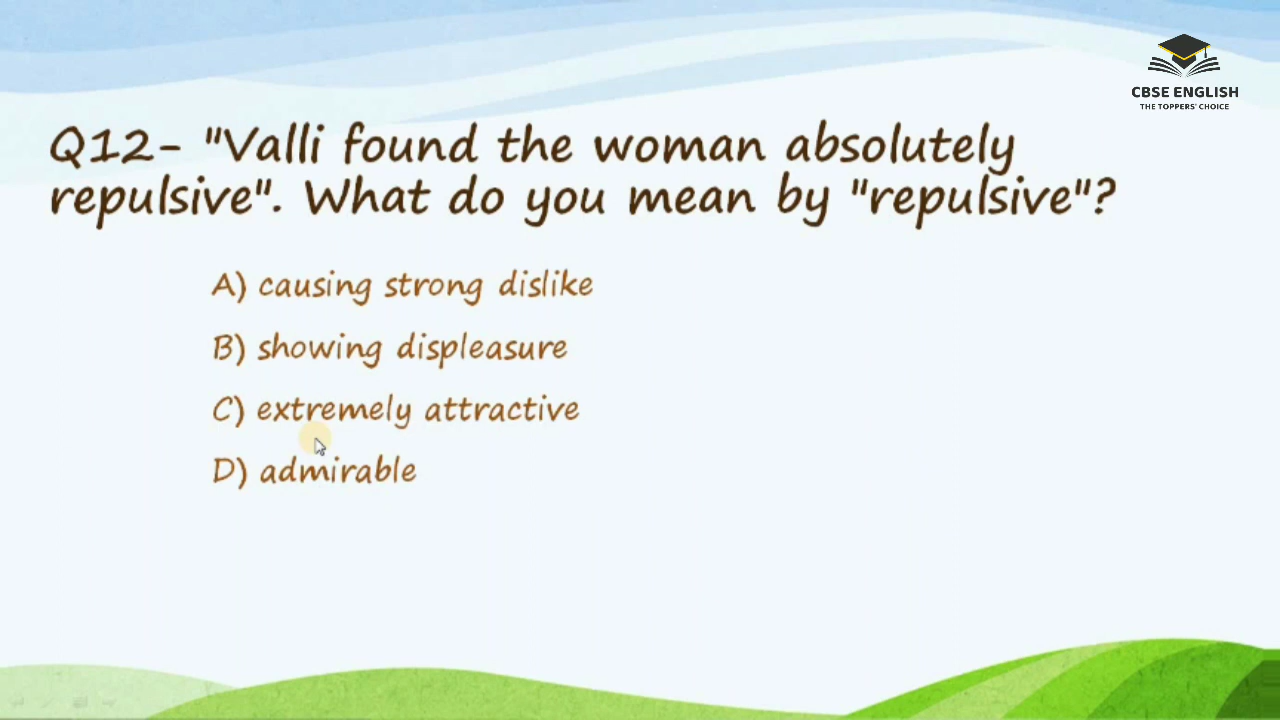 CBSE ENGLISH
THE TOPPERS' CHOICE
Q12- "Valli found the woman absolutely
repulsive". What do you mean by "repulsive"?
A) causing strong dislike
B) showing displeasure
C) extremely attractive
D) admirable